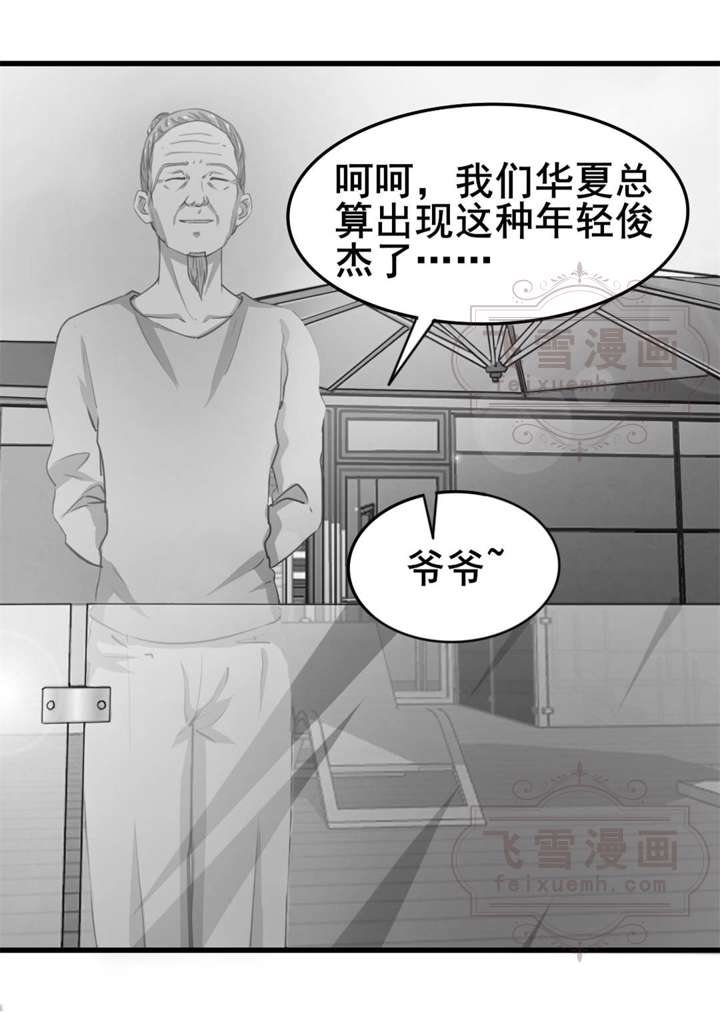 呵呵，我们华夏总
算出现这种年轻俊
杰了……
飞雪漫画
feixuemh.com
爷爷~
飞雪漫画
feixuemh.com